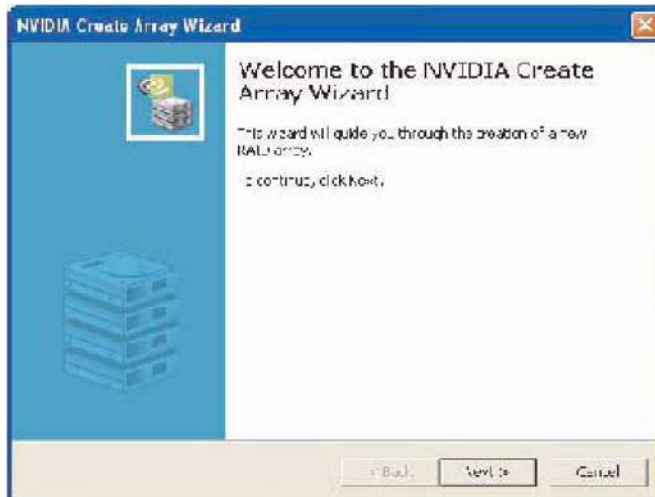 NVIDIA Create Array Wizard
Welcome to the NVIDIA Create
Array Wizard
This wizard will guide you through the creation of a new
RAID array.
To continue, click Next.
< Back
Next >
Cancel